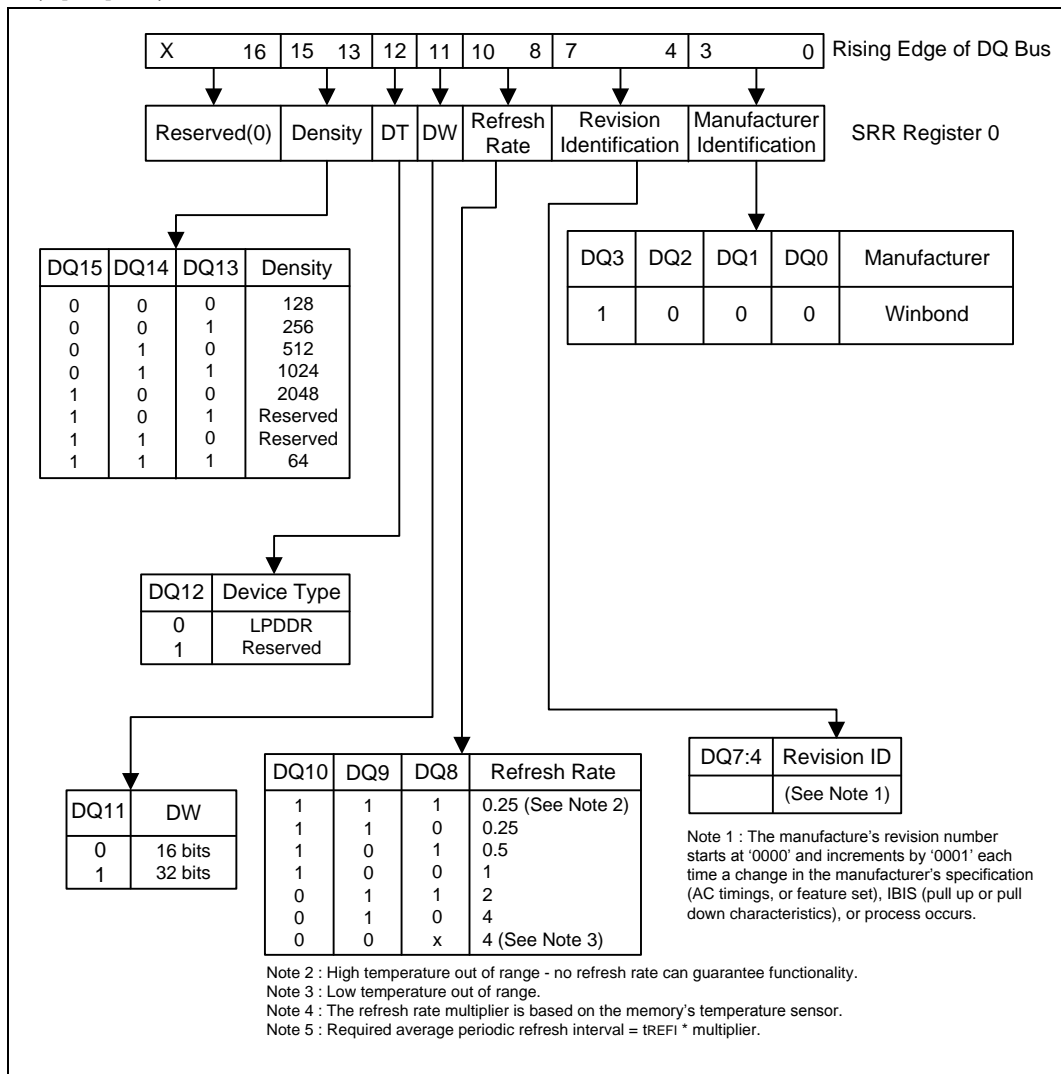 X 16 15 13 12 11 10 8 7 4 3 0 Rising Edge of DQ Bus
Reserved(0) Density DT DW Refresh Rate Revision Identification Manufacturer Identification SRR Register 0
DQ15 DQ14 DQ13 Density
0 0 0 128
0 0 1 256
0 1 0 512
0 1 1 1024
1 0 0 2048
1 0 1 Reserved
1 1 0 Reserved
1 1 1 64
DQ3 DQ2 DQ1 DQ0 Manufacturer
1 0 0 0 Winbond
DQ12 Device Type
0 LPDDR
1 Reserved
DQ11 DW
0 16 bits
1 32 bits
DQ10 DQ9 DQ8 Refresh Rate
1 1 1 0.25 (See Note 2)
1 1 0 0.25
1 0 1 0.5
1 0 0 1
0 1 1 2
0 1 0 4
0 0 x 4 (See Note 3)
DQ7:4 Revision ID
(See Note 1)
Note 1 : The manufacture's revision number
starts at '0000' and increments by '0001' each
time a change in the manufacturer's specification
(AC timings, or feature set), IBIS (pull up or pull
down characteristics), or process occurs.
Note 2 : High temperature out of range - no refresh rate can guarantee functionality.
Note 3 : Low temperature out of range.
Note 4 : The refresh rate multiplier is based on the memory's temperature sensor.
Note 5 : Required average periodic refresh interval = tREFI * multiplier.